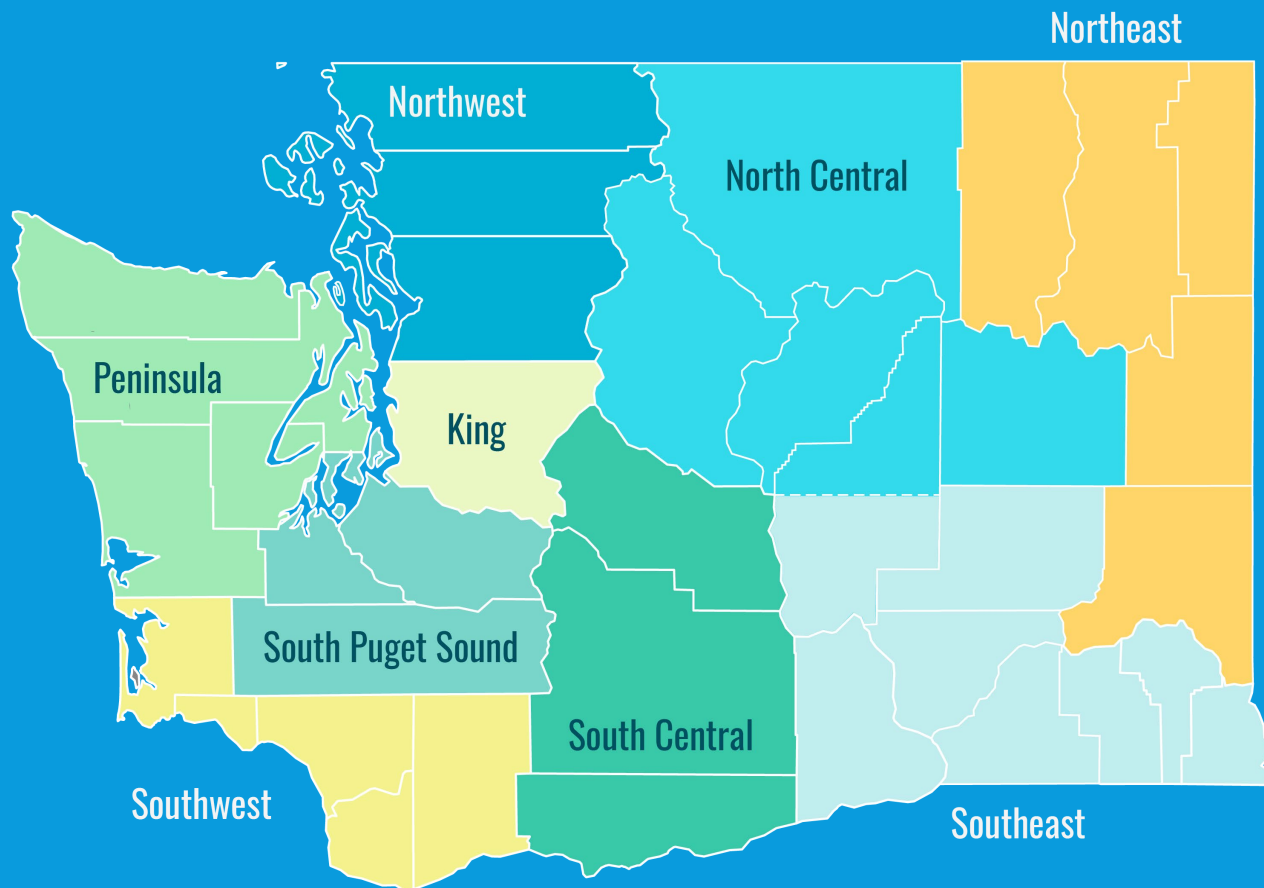 Northeast
Northwest
North Central
Peninsula
King
South Puget Sound
South Central
Southwest
Southeast